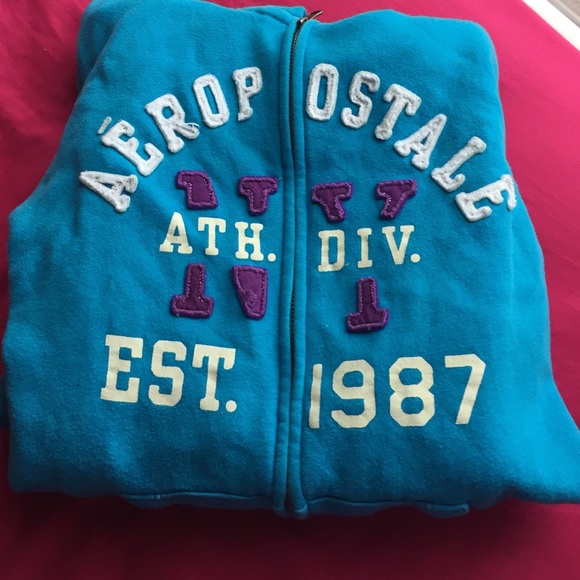 AÉROPOSTALE
ATH. DIV.
EST. 1987